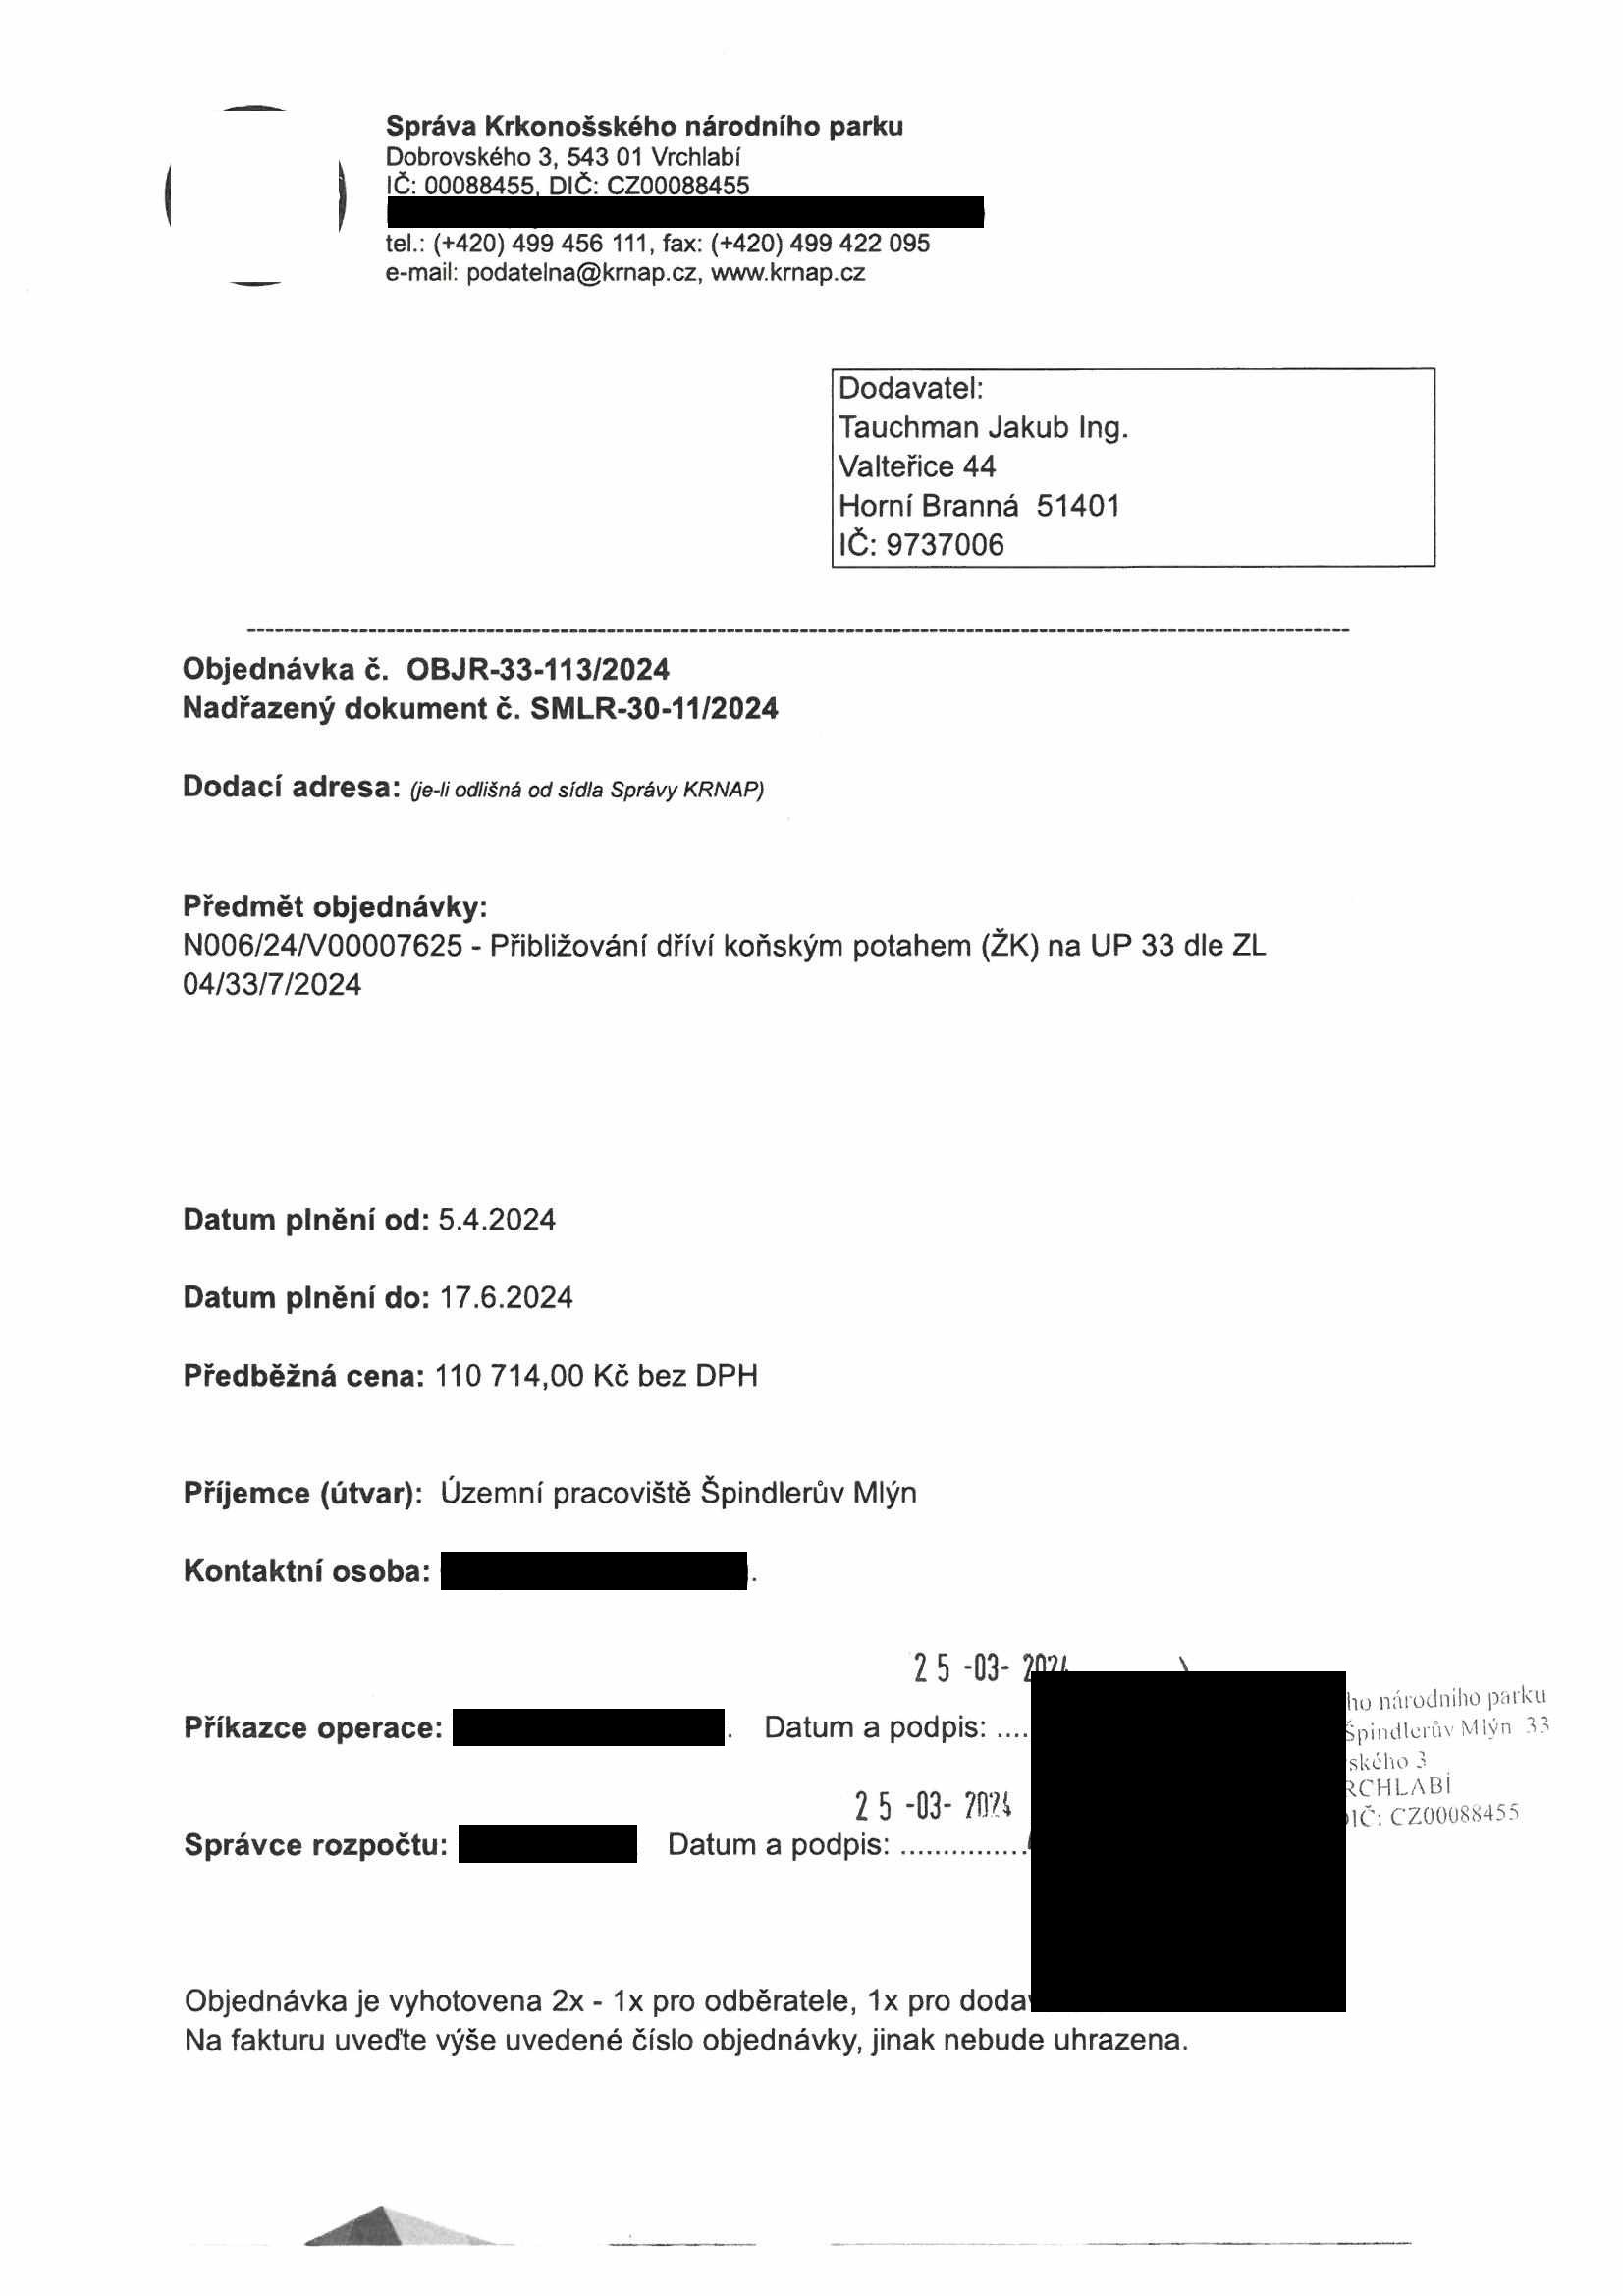 Správa Krkonošského národního parku
Dobrovského 3, 543 01 Vrchlabí
IČ: 00088455, DIČ: CZ00088455
tel.: (+420) 499 456 111, fax: (+420) 499 422 095
e-mail: podatelna@krnap.cz, www.krnap.cz
Dodavatel:
Tauchman Jakub Ing.
Valteřice 44
Horní Branná 51401
IČ: 9737006
Objednávka č. OBJR-33-113/2024
Nadřazený dokument č. SMLR-30-11/2024
Dodací adresa: (je-li odlišná od sídla Správy KRNAP)
Předmět objednávky:
N006/24/V00007625 - Přibližování dříví koňským potahem (ŽK) na UP 33 dle ZL
04/33/7/2024
Datum plnění od: 5.4.2024
Datum plnění do: 17.6.2024
Předběžná cena: 110 714,00 Kč bez DPH
Příjemce (útvar): Územní pracoviště Špindlerův Mlýn
Kontaktní osoba: .
25 -03- 2024
Příkazce operace: . Datum a podpis: ....
ho národního parku
Špindlerův Mlýn 33
ského 3
RCHLABÍ
IČ: CZ00088455
25 -03- 2024
Správce rozpočtu: Datum a podpis: ...............
Objednávka je vyhotovena 2x - 1x pro odběratele, 1x pro doda
Na fakturu uveďte výše uvedené číslo objednávky, jinak nebude uhrazena.